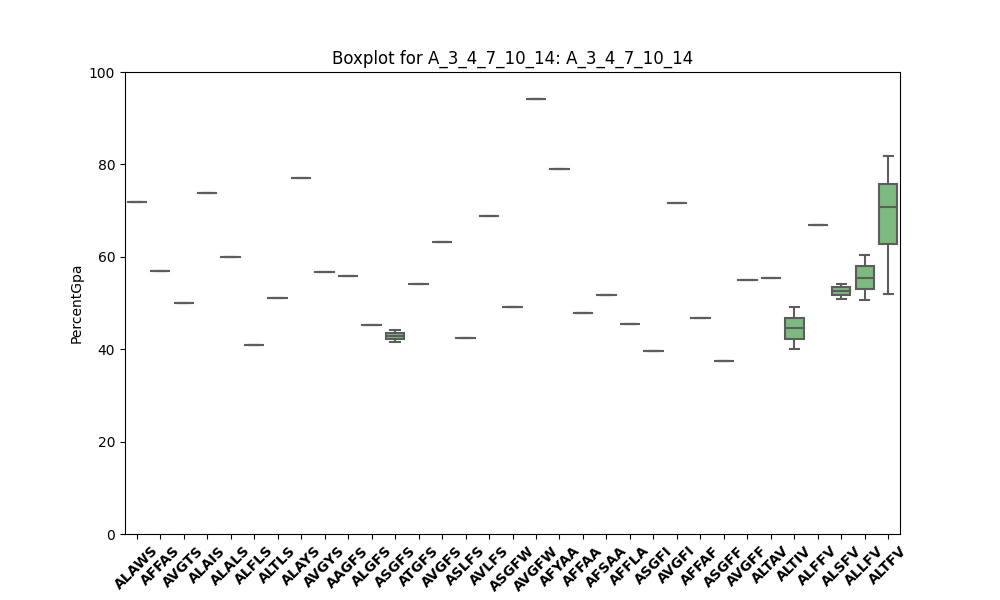 Boxplot for A_3_4_7_10_14: A_3_4_7_10_14
100
80
60
40
20
0
PercentGpa
ALAWS
AFFAS
AVGTS
ALAIS
ALALS
ALFLS
ALTLS
ALAYS
AVGYS
AAGFS
ALGFS
ASGFS
ATGFS
AVGFS
ASLFS
AVLFS
ASGFW
AVGFW
AFYAA
AFFAA
AFSAA
AFFLA
ASGFI
AVGFI
AFFAF
ASGFF
AVGFF
ALTAV
ALTIV
ALFFV
ALSFV
ALLFV
ALTFV